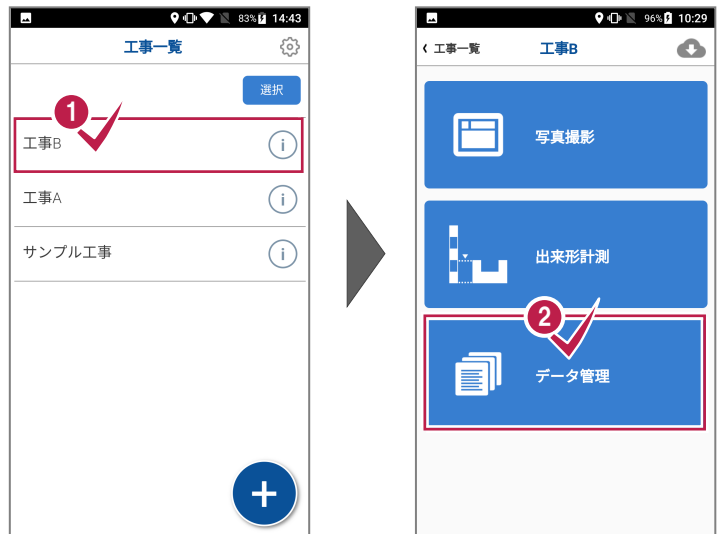 83% 14:43
工事一覧
選択
1
工事B
i
工事A
i
サンプル工事
i
+
96% 10:29
工事一覧
工事B
写真撮影
出来形計測
2
データ管理